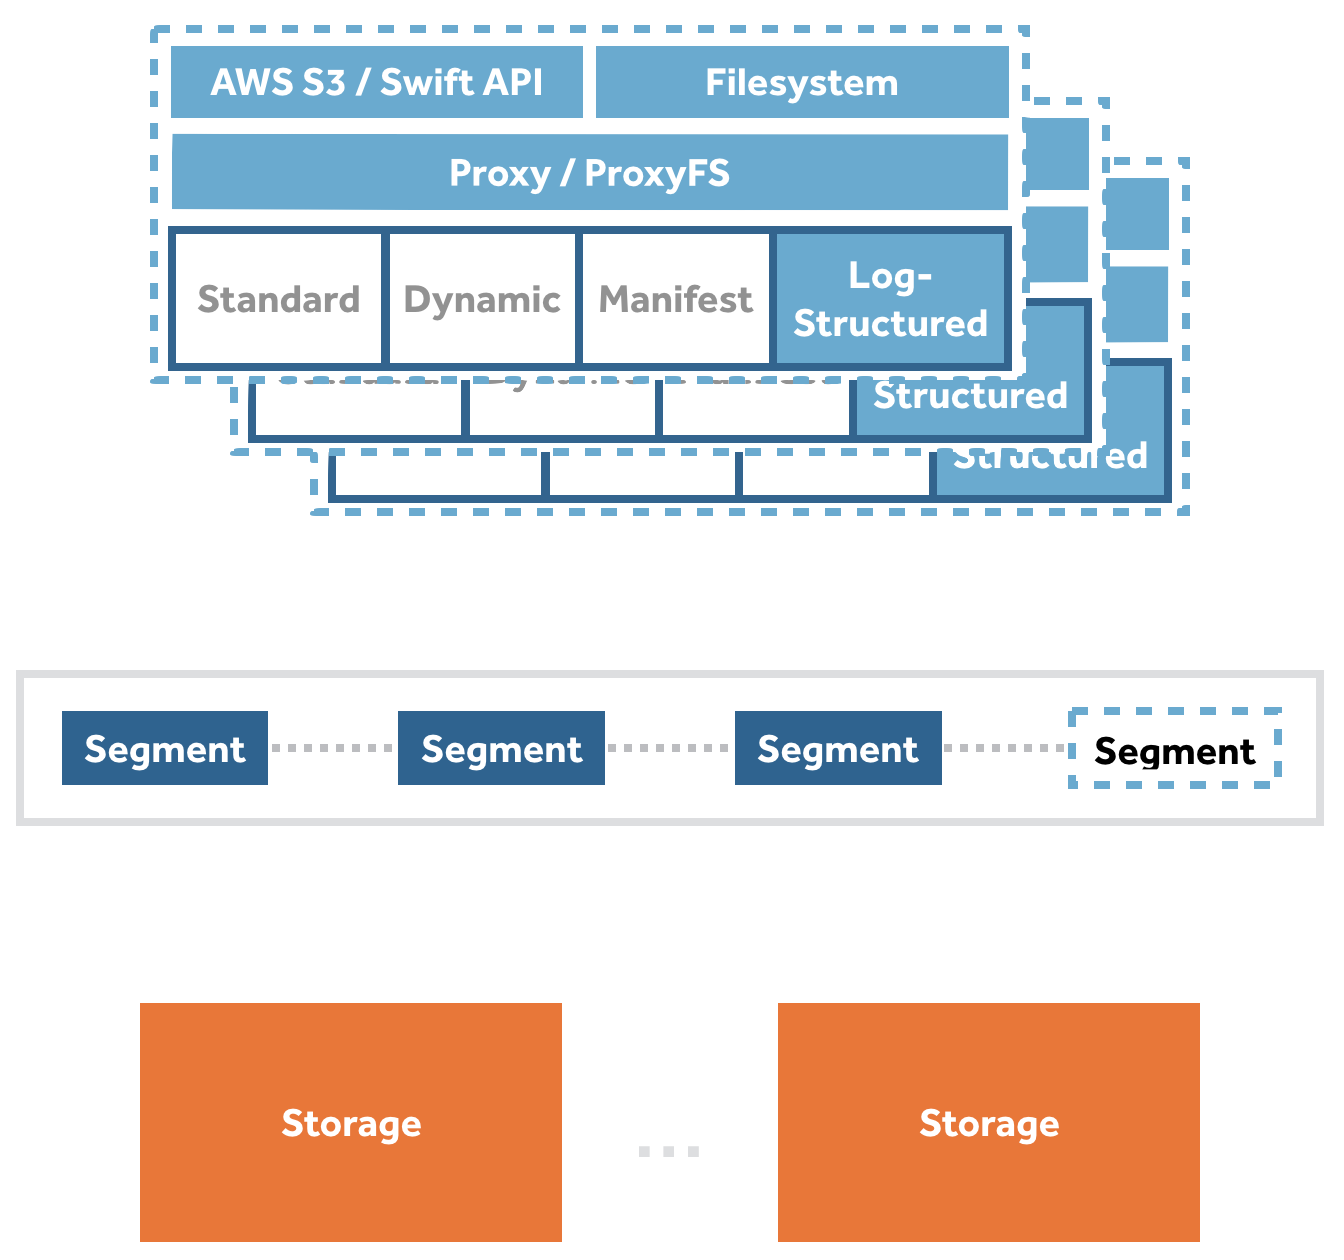 AWS S3 / Swift API
Filesystem
Proxy / ProxyFS
Standard
Dynamic
Manifest
Log-
Structured
Structured
Structured
Segment
Segment
Segment
Segment
Storage
...
Storage